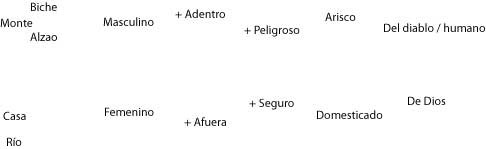 Biche
Monte
Alzao
Masculino
+ Adentro
+ Peligroso
Arisco
Del diablo / humano
Casa
Río
Femenino
+ Afuera
+ Seguro
Domesticado
De Dios